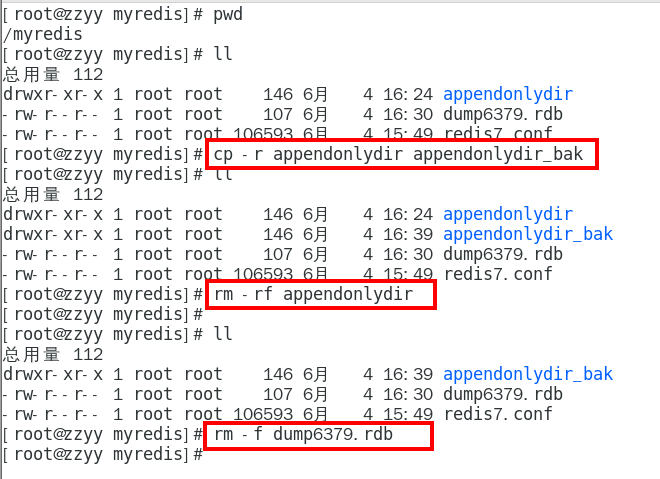 [root@zzyy myredis]# pwd
/myredis
[root@zzyy myredis]# ll
总用量 112
drwxr-xr-x 1 root root    146 6月   4 16:24 appendonlydir
-rw-r--r-- 1 root root    107 6月   4 16:30 dump6379.rdb
-rw-r--r-- 1 root root 106593 6月   4 15:49 redis7.conf
[root@zzyy myredis]# cp -r appendonlydir appendonlydir_bak
[root@zzyy myredis]# ll
总用量 112
drwxr-xr-x 1 root root    146 6月   4 16:24 appendonlydir
drwxr-xr-x 1 root root    146 6月   4 16:39 appendonlydir_bak
-rw-r--r-- 1 root root    107 6月   4 16:30 dump6379.rdb
-rw-r--r-- 1 root root 106593 6月   4 15:49 redis7.conf
[root@zzyy myredis]# rm -rf appendonlydir
[root@zzyy myredis]#
[root@zzyy myredis]# ll
总用量 112
drwxr-xr-x 1 root root    146 6月   4 16:39 appendonlydir_bak
-rw-r--r-- 1 root root    107 6月   4 16:30 dump6379.rdb
-rw-r--r-- 1 root root 106593 6月   4 15:49 redis7.conf
[root@zzyy myredis]# rm -f dump6379.rdb
[root@zzyy myredis]#